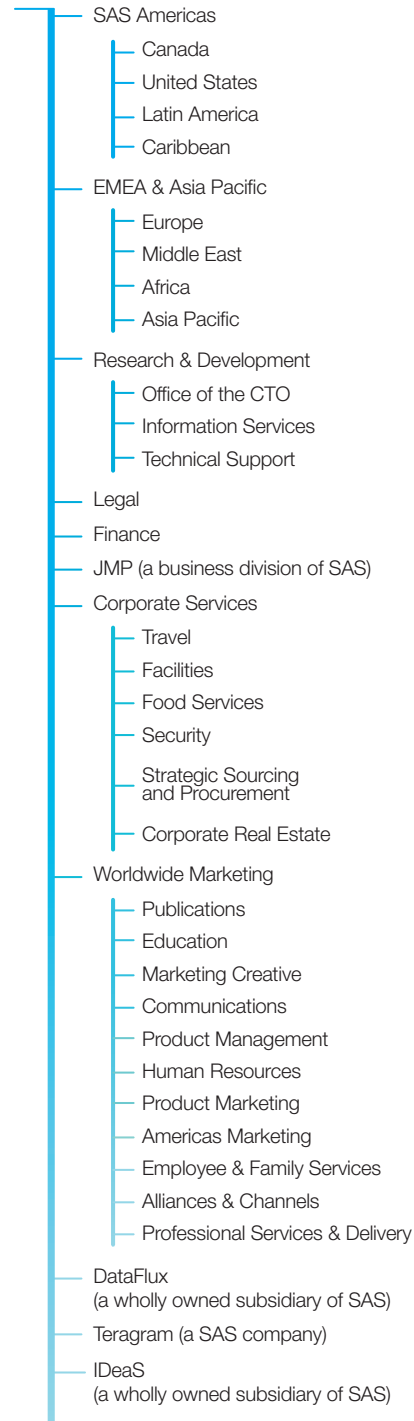 SAS Americas
Canada
United States
Latin America
Caribbean
EMEA & Asia Pacific
Europe
Middle East
Africa
Asia Pacific
Research & Development
Office of the CTO
Information Services
Technical Support
Legal
Finance
JMP (a business division of SAS)
Corporate Services
Travel
Facilities
Food Services
Security
Strategic Sourcing
and Procurement
Corporate Real Estate
Worldwide Marketing
Publications
Education
Marketing Creative
Communications
Product Management
Human Resources
Product Marketing
Americas Marketing
Employee & Family Services
Alliances & Channels
Professional Services & Delivery
DataFlux
(a wholly owned subsidiary of SAS)
Teragram (a SAS company)
IDeaS
(a wholly owned subsidiary of SAS)